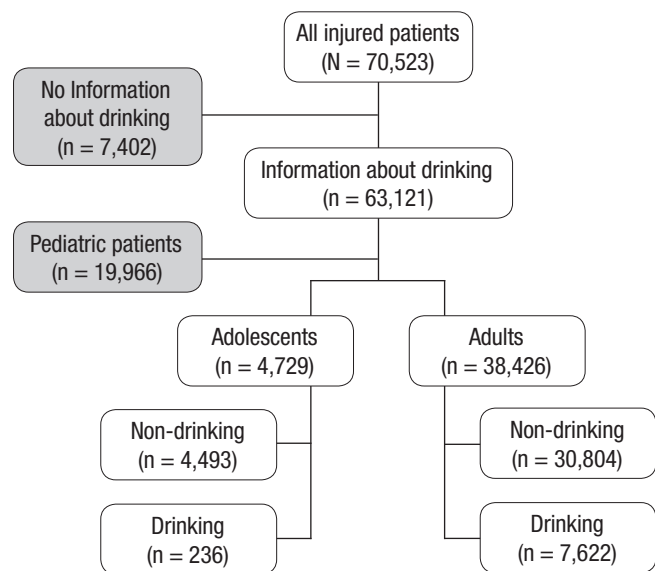 All injured patients
(N = 70,523)
No Information
about drinking
(n = 7,402)
Information about drinking
(n = 63,121)
Pediatric patients
(n = 19,966)
Adolescents
(n = 4,729)
Adults
(n = 38,426)
Non-drinking
(n = 4,493)
Non-drinking
(n = 30,804)
Drinking
(n = 236)
Drinking
(n = 7,622)